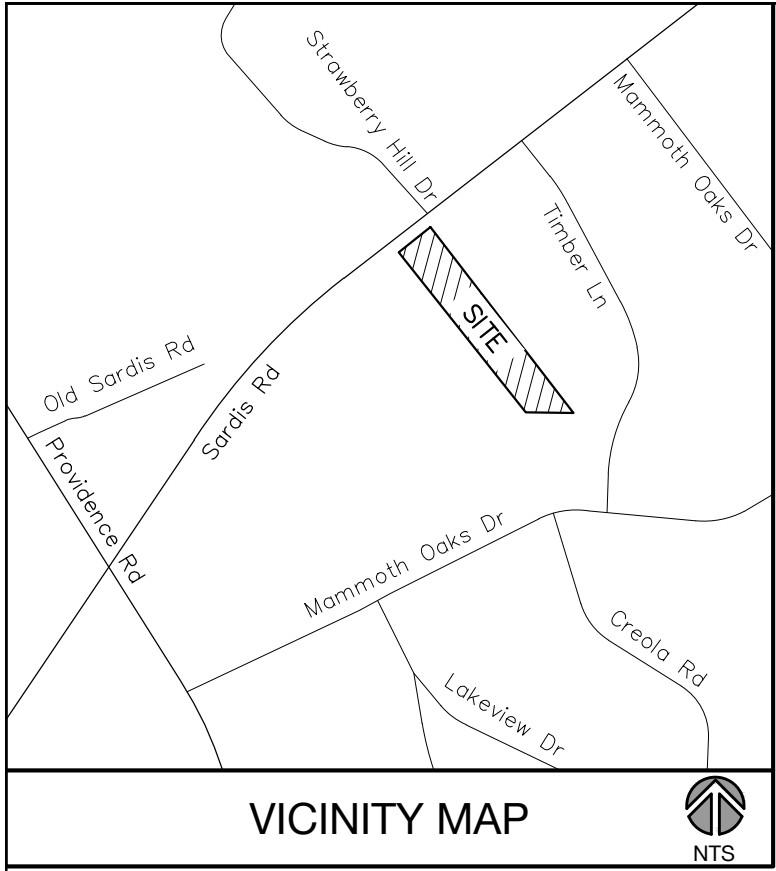 Strawberry Hill Dr
Mammoth Oaks Dr
Timber Ln
SITE
Old Sardis Rd
Sardis Rd
Providence Rd
Mammoth Oaks Dr
Creola Rd
Lakeview Dr
VICINITY MAP
NTS